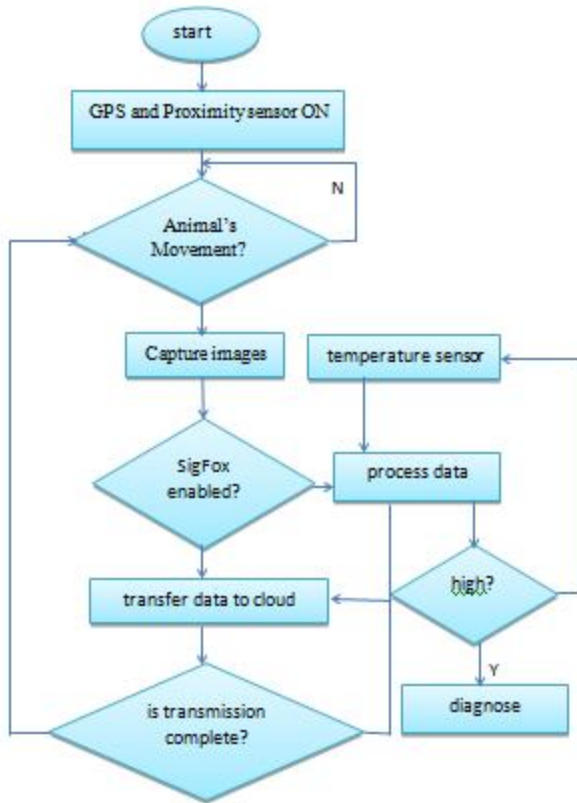 start
GPS and Proximity sensor ON
N
Animal's
Movement?
Capture images
temperature sensor
SigFox
enabled?
process data
transfer data to cloud
high?
Y
is transmission
complete?
diagnose